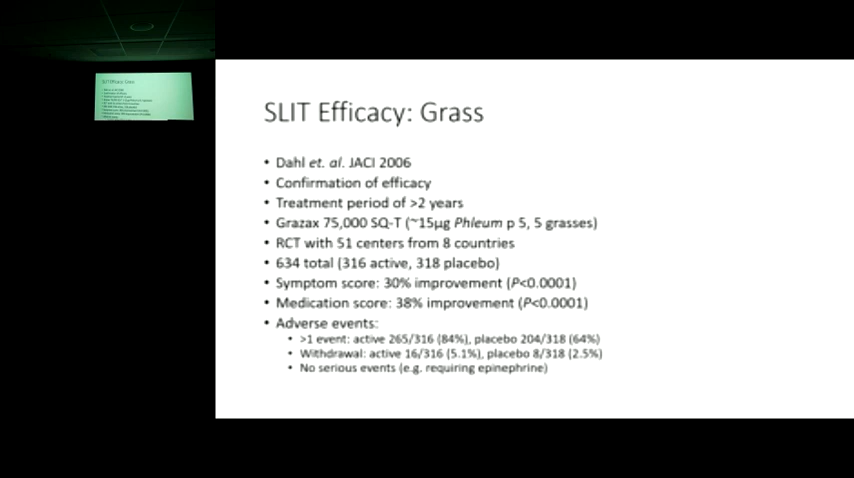 SLIT Efficacy: Grass
• Dahl et. al. JACI 2006
• Confirmation of efficacy
• Treatment period of >2 years
• Grazax 75,000 SQ-T (~15µg Phleum p 5, 5 grasses)
• RCT with 51 centers from 8 countries
• 634 total (316 active, 318 placebo)
• Symptom score: 30% improvement (P<0.0001)
• Medication score: 38% improvement (P<0.0001)
• Adverse events:
• >1 event: active 265/316 (84%), placebo 204/318 (64%)
• Withdrawal: active 16/316 (5.1%), placebo 8/318 (2.5%)
• No serious events (e.g. requiring epinephrine)